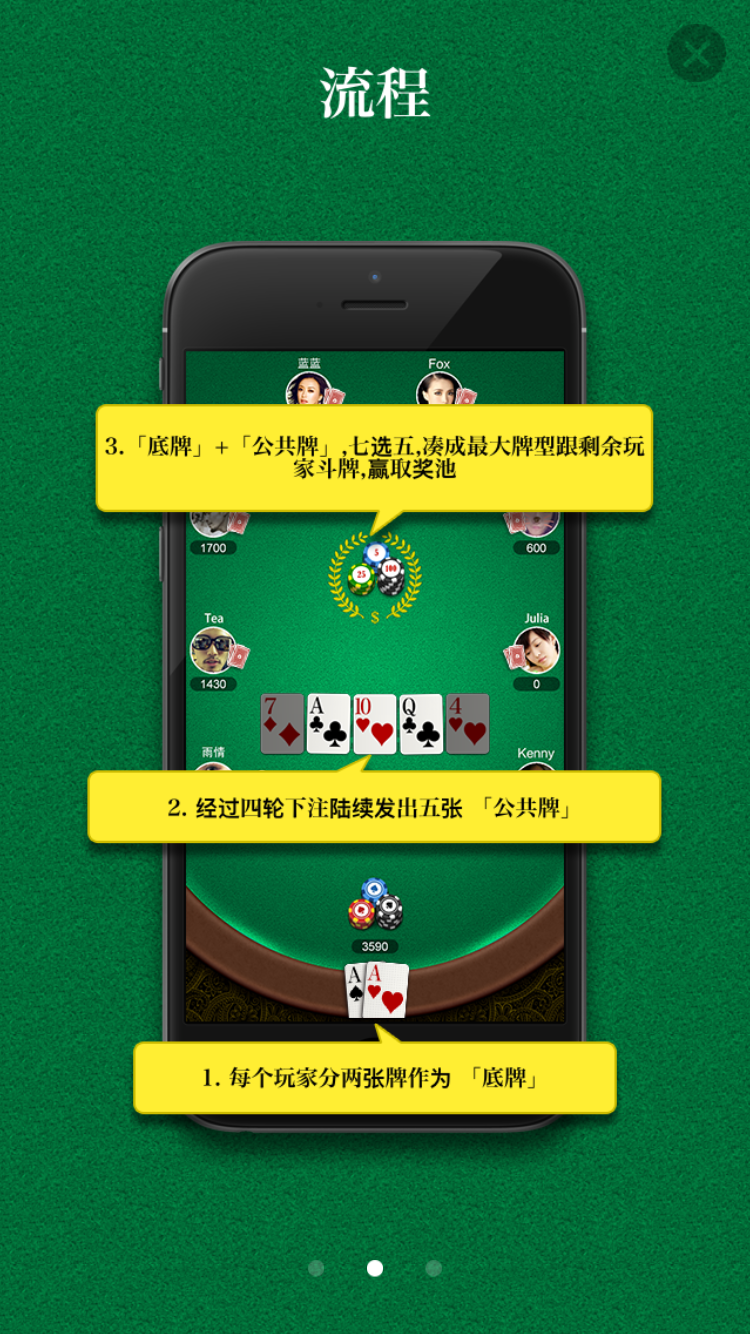 流程
蓝蓝
Fox
3.「底牌」+「公共牌」,七选五,凑成最大牌型跟剩余玩
家斗牌,赢取奖池
1700
600
5
25
100
$
Tea
Julia
1430
0
7
A
10
Q
4
雨情
Kenny
2. 经过四轮下注陆续发出五张 「公共牌」
3590
A
A
1. 每个玩家分两张牌作为 「底牌」